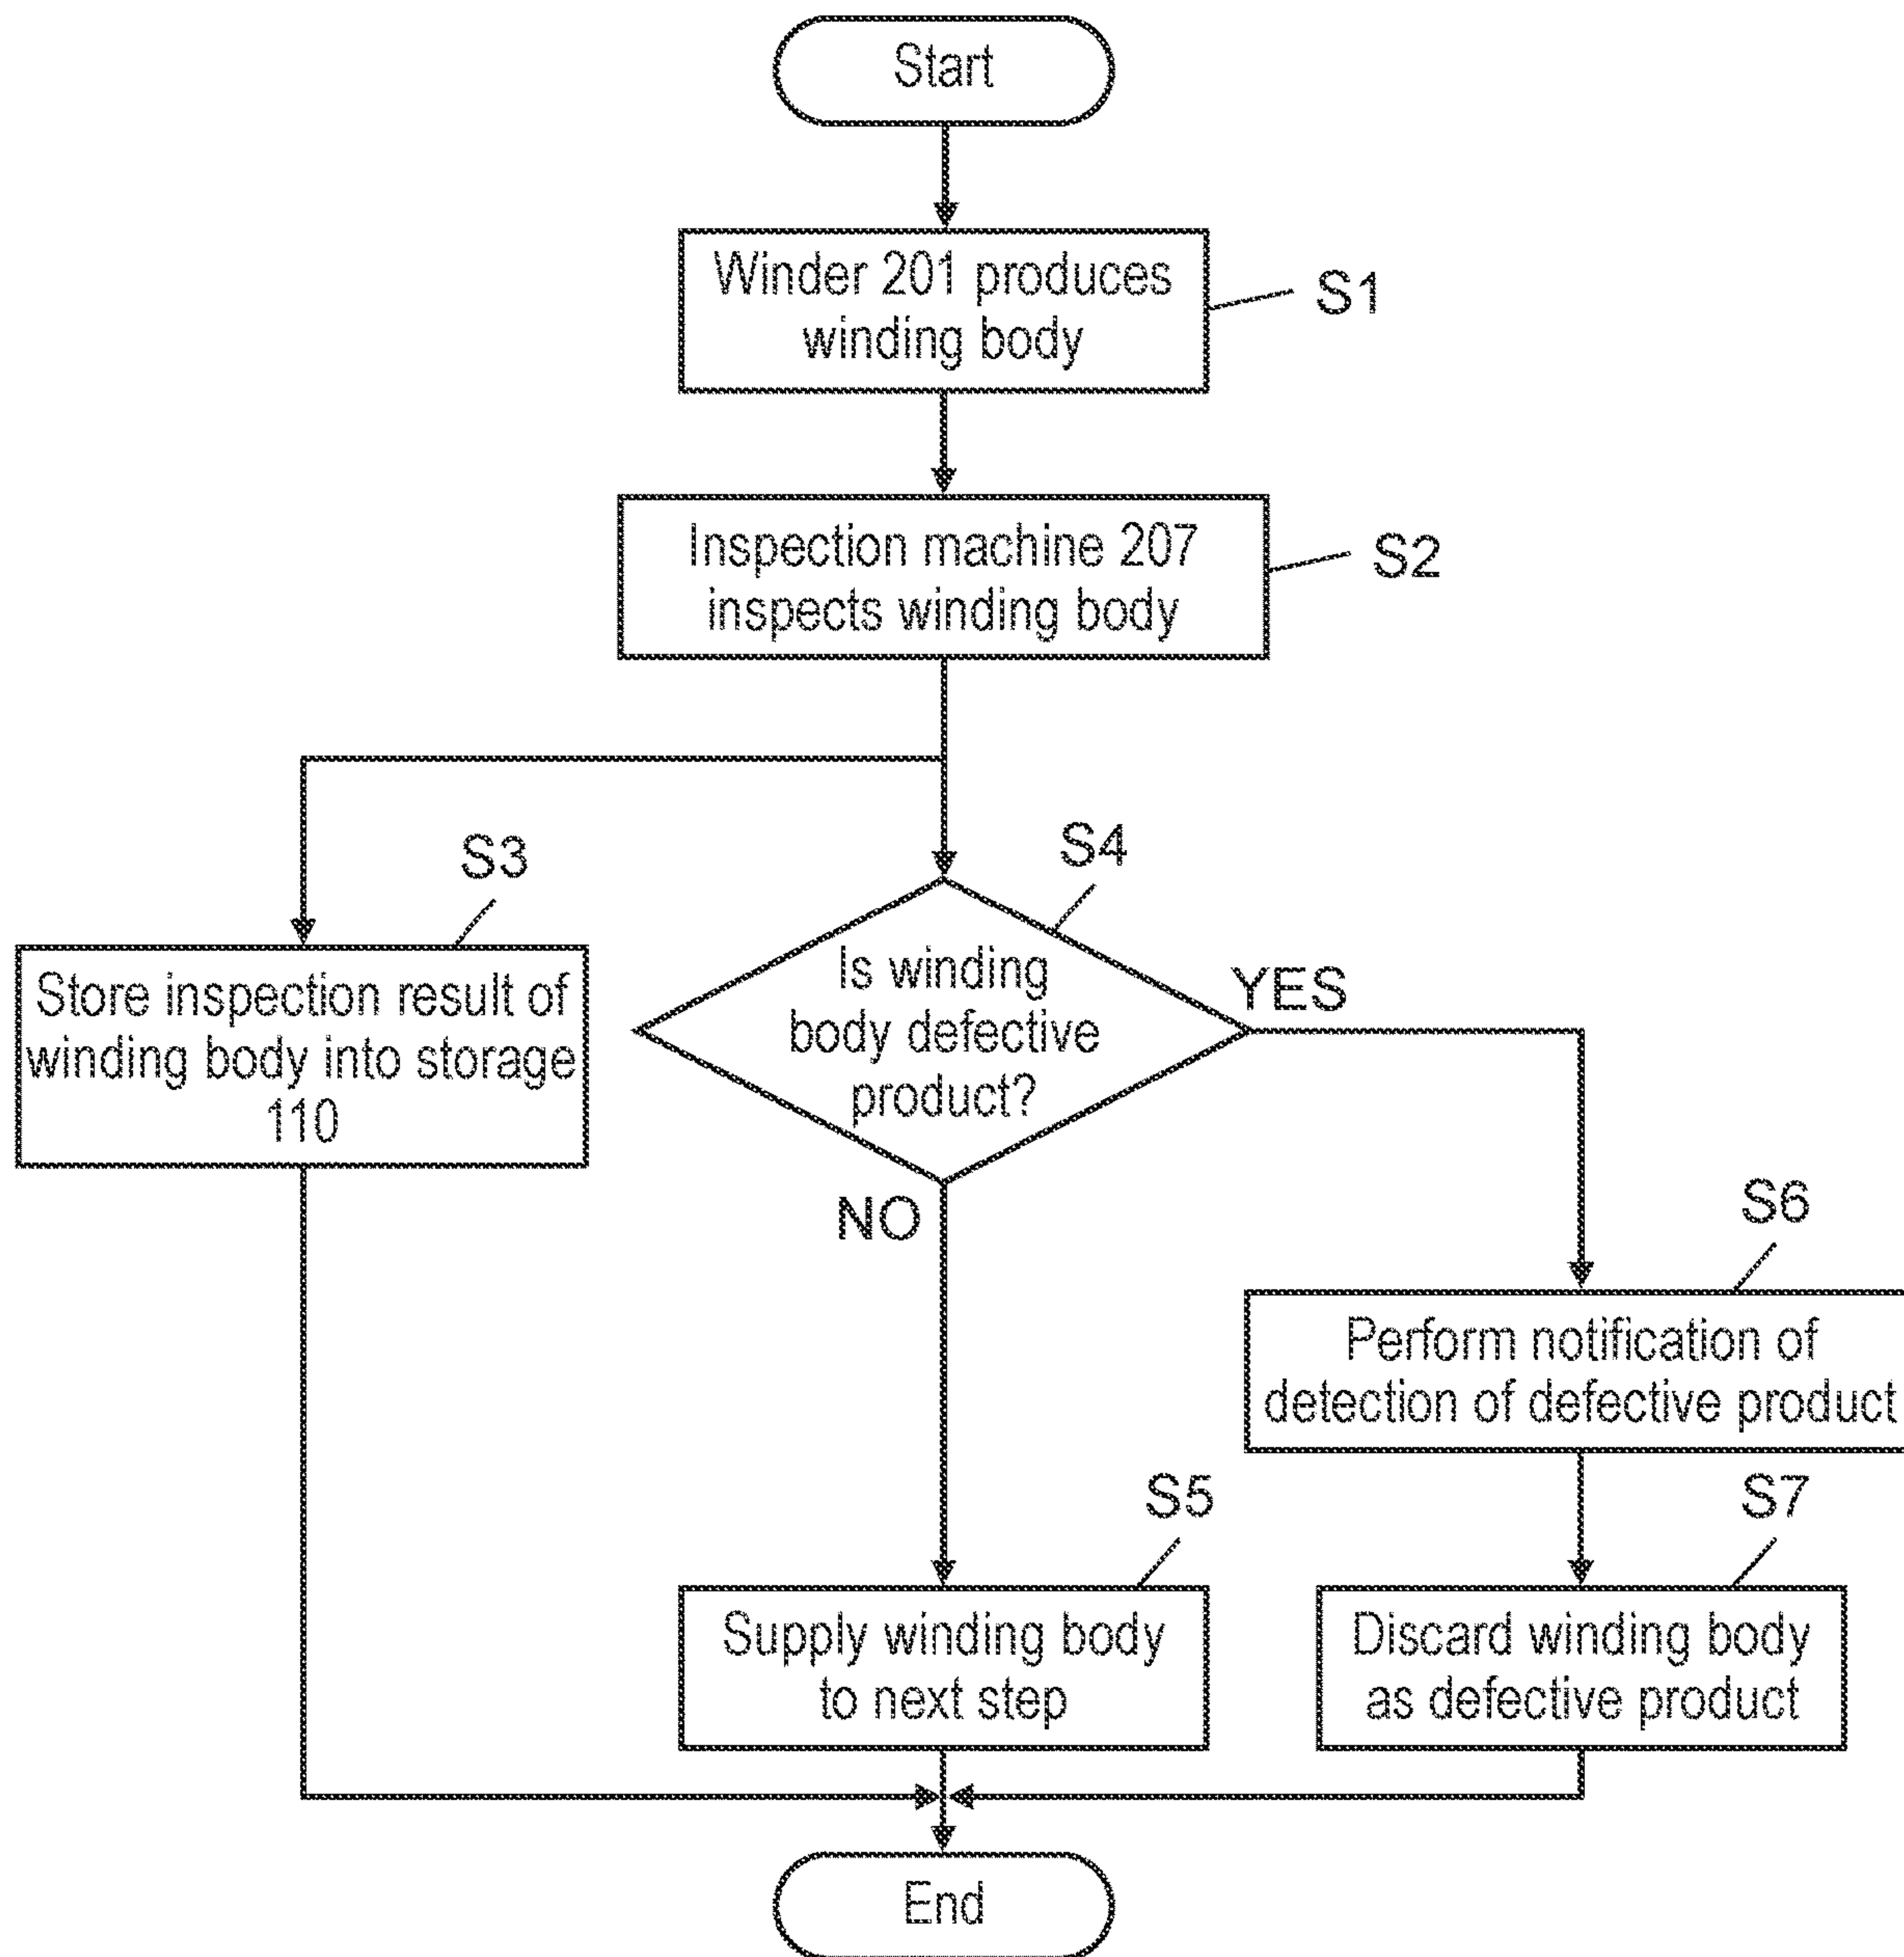 Start
Winder 201 produces
winding body
S1
Inspection machine 207
inspects winding body
S2
S3
Store inspection result of
winding body into storage
110
S4
Is winding
body defective
product?
YES
NO
S6
Perform notification of
detection of defective product
S5
Supply winding body
to next step
S7
Discard winding body
as defective product
End